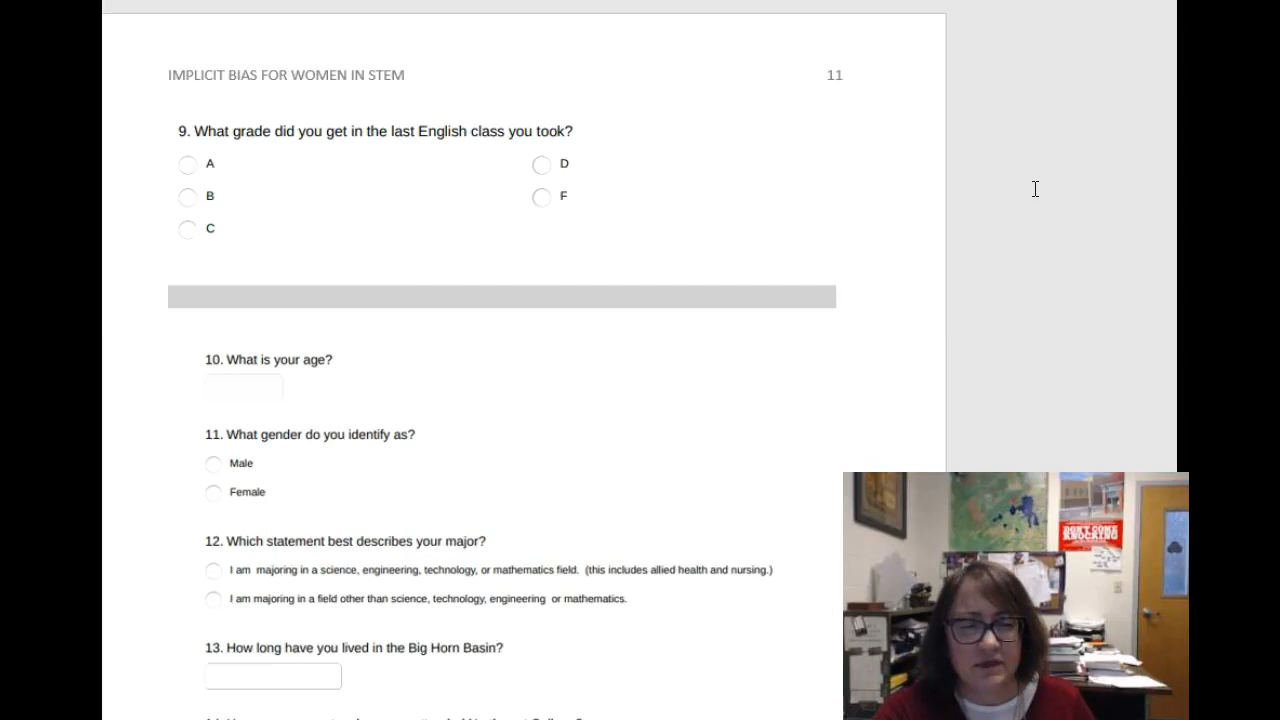 IMPLICIT BIAS FOR WOMEN IN STEM 11
9. What grade did you get in the last English class you took?
A D
B F
C
10. What is your age?
11. What gender do you identify as?
Male
Female
12. Which statement best describes your major?
I am majoring in a science, engineering, technology, or mathematics field. (this includes allied health and nursing.)
I am majoring in a field other than science, technology, engineering or mathematics.
13. How long have you lived in the Big Horn Basin?
DON'T COME
KNOCKING